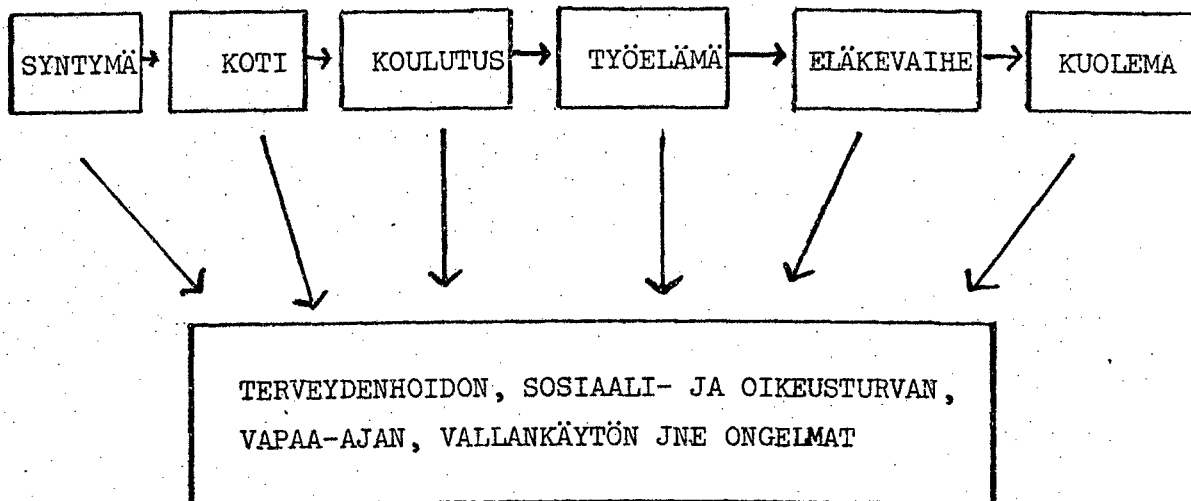 SYNTYMÄ KOTI KOULUTUS TYÖELÄMÄ ELÄKEVAIHE KUOLEMA
TERVEYDENHOIDON, SOSIAALI- JA OIKEUSTURVAN,
VAPAA-AJAN, VALLANKÄYTÖN JNE ONGELMAT